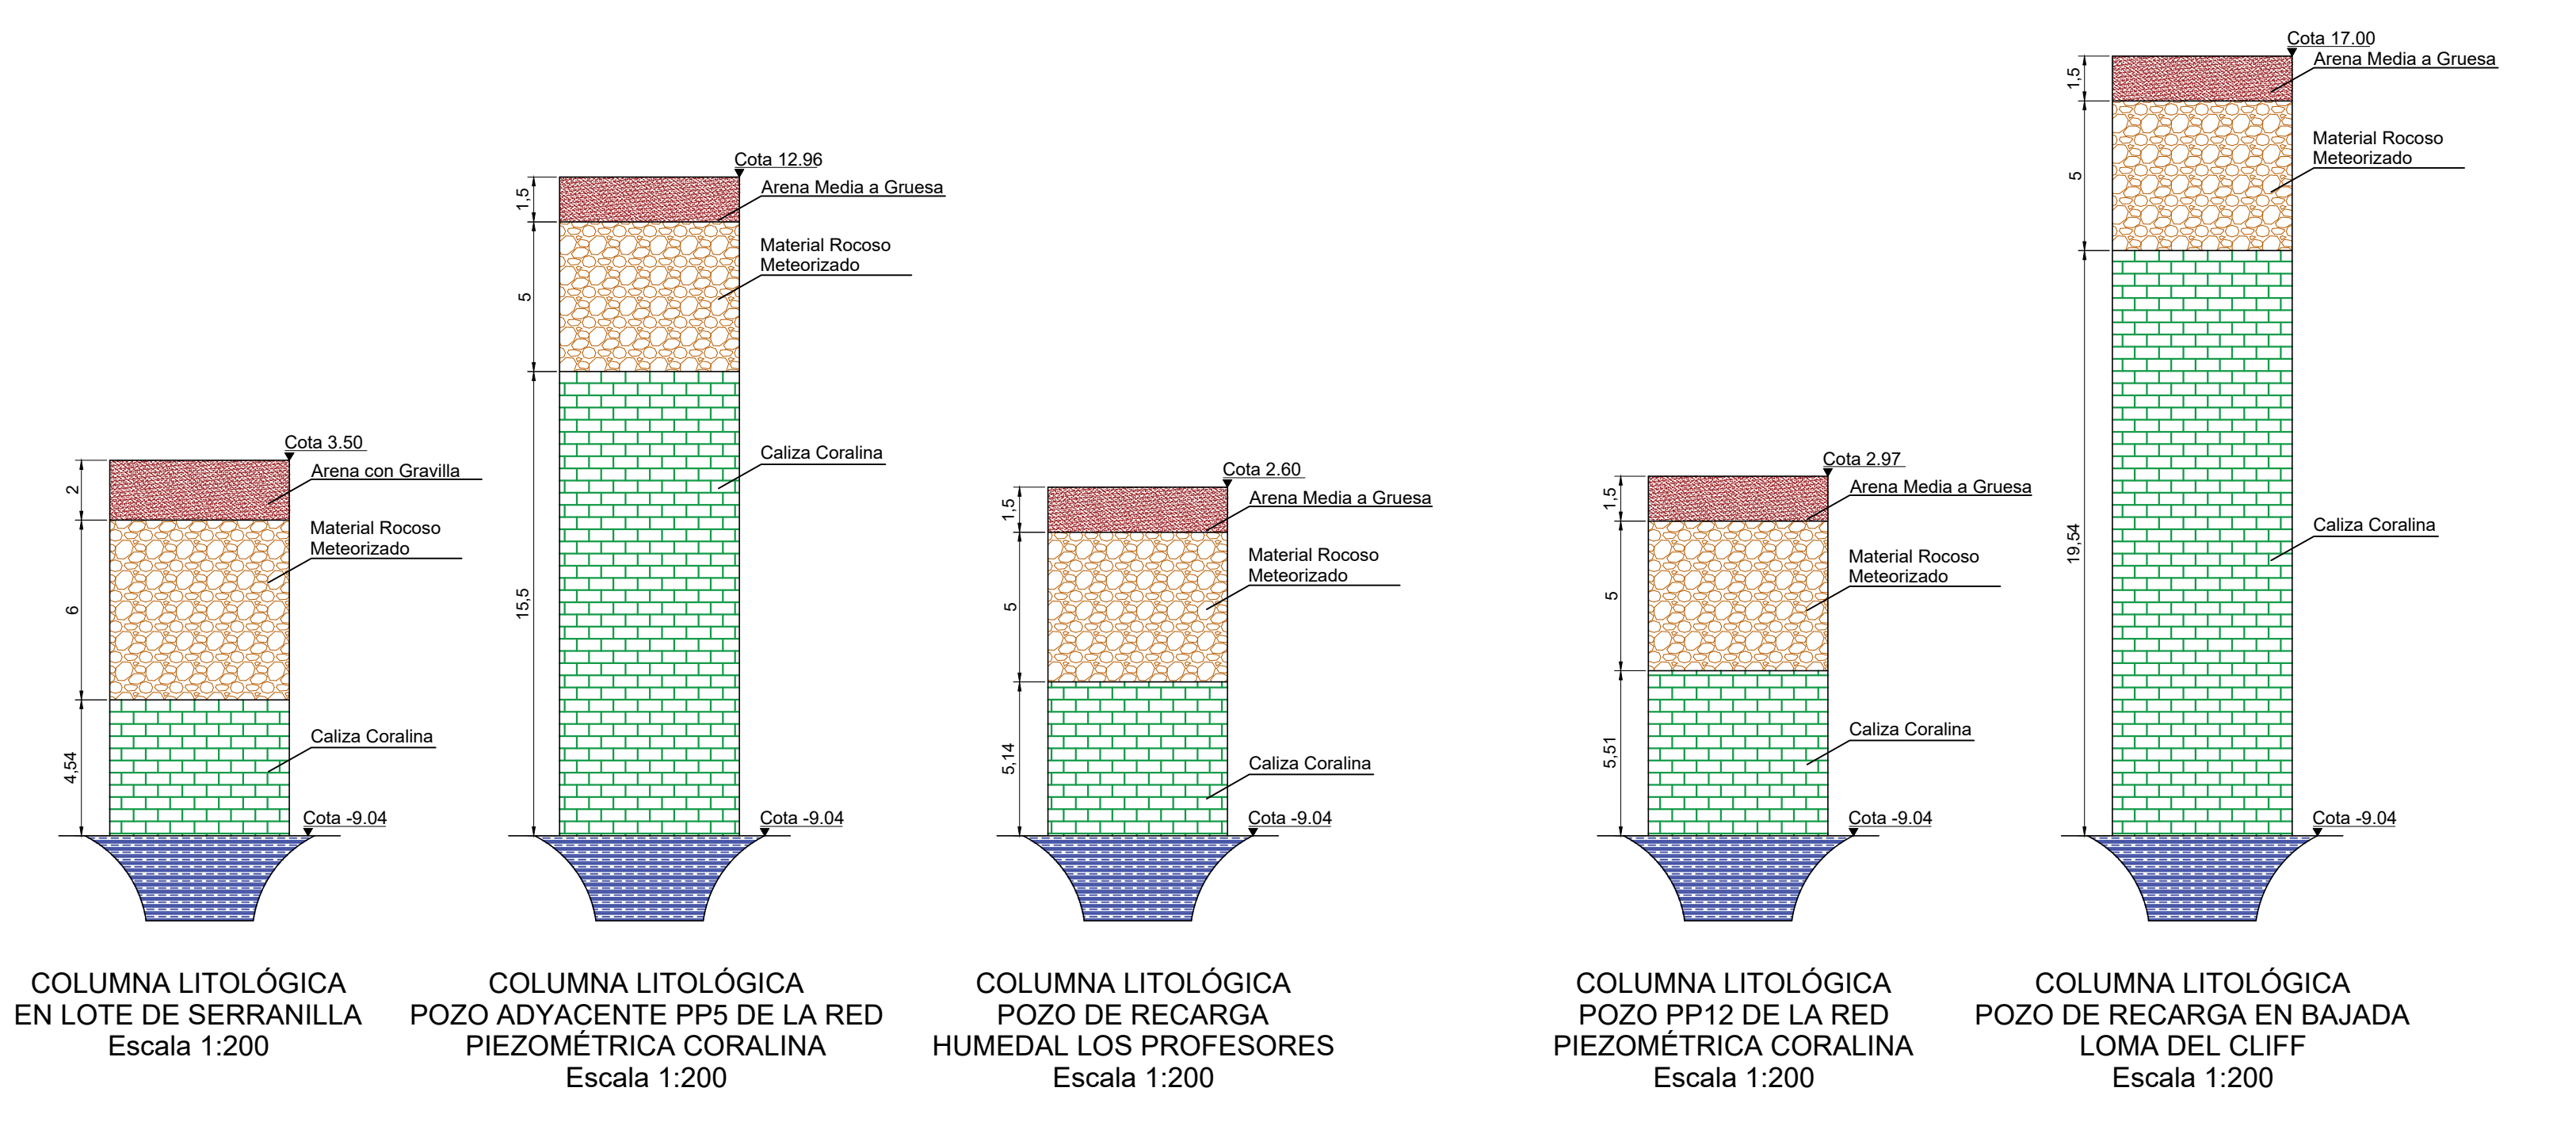 Cota 3.50
Arena con Gravilla
Material Rocoso
Meteorizado
Caliza Coralina
Cota -9.04
2
6
4,54
COLUMNA LITOLÓGICA
EN LOTE DE SERRANILLA
Escala 1:200
Cota 12.96
Arena Media a Gruesa
Material Rocoso
Meteorizado
Caliza Coralina
Cota -9.04
1,5
5
15,5
COLUMNA LITOLÓGICA
POZO ADYACENTE PP5 DE LA RED
PIEZOMÉTRICA CORALINA
Escala 1:200
Cota 2.60
Arena Media a Gruesa
Material Rocoso
Meteorizado
Caliza Coralina
Cota -9.04
1,5
5
5,14
COLUMNA LITOLÓGICA
POZO DE RECARGA
HUMEDAL LOS PROFESORES
Escala 1:200
Cota 2.97
Arena Media a Gruesa
Material Rocoso
Meteorizado
Caliza Coralina
Cota -9.04
1,5
5
5,51
COLUMNA LITOLÓGICA
POZO PP12 DE LA RED
PIEZOMÉTRICA CORALINA
Escala 1:200
Cota 17.00
Arena Media a Gruesa
Material Rocoso
Meteorizado
Caliza Coralina
Cota -9.04
1,5
5
19,54
COLUMNA LITOLÓGICA
POZO DE RECARGA EN BAJADA
LOMA DEL CLIFF
Escala 1:200